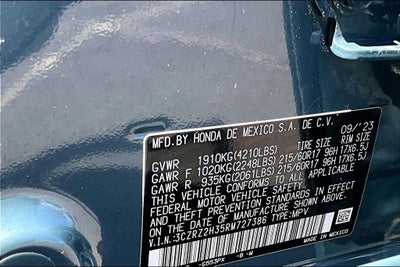 MFD.BY HONDA DE MEXICO S.A. DE C.V. 09/'23
GVWR 1910KG(4210LBS) TIRE SIZE RIM SIZE
GAWR F 1020KG(2248LBS) 215/60R17 96H 17X6.5J
GAWR R 935KG(2061LBS) 215/60R17 96H 17X6.5J
THIS VEHICLE CONFORMS TO ALL APPLICABLE
FEDERAL MOTOR VEHICLE SAFETY
AND THEFT PREVENTION STANDARDS IN EFFECT
ON THE DATE OF MANUFACTURE SHOWN ABOVE.
V.I.N.:3CZRZ2H35RM727386 TYPE:MPV
G553PX -B-W MADE IN MEXICO